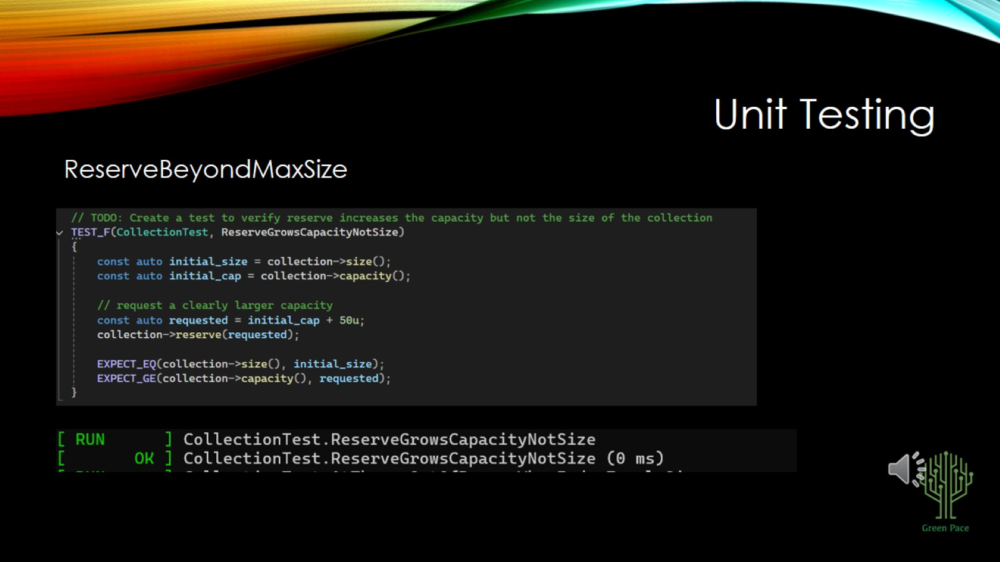 Unit Testing
ReserveBeyondMaxSize
// TODO: Create a test to verify reserve increases the capacity but not the size of the collection
TEST_F(CollectionTest, ReserveGrowsCapacityNotSize)
{
const auto initial_size = collection->size();
const auto initial_cap = collection->capacity();
// request a clearly larger capacity
const auto requested = initial_cap + 50u;
collection->reserve(requested);
EXPECT_EQ(collection->size(), initial_size);
EXPECT_GE(collection->capacity(), requested);
}
[ RUN      ] CollectionTest.ReserveGrowsCapacityNotSize
[       OK ] CollectionTest.ReserveGrowsCapacityNotSize (0 ms)
Green Pace